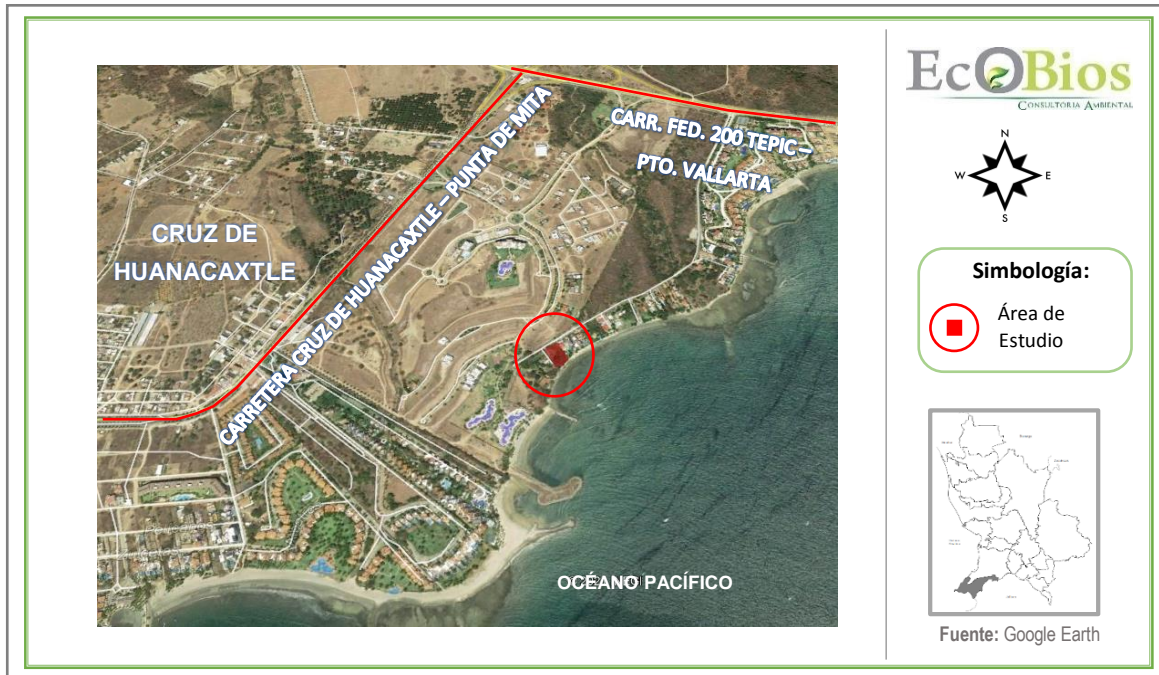 CARR. FED. 200 TEPIC –
PTO. VALLARTA
CARRETERA CRUZ DE HUANACAXTLE – PUNTA DE MITA
CRUZ DE
HUANACAXTLE
OCÉANO PACÍFICO
EcOBios
CONSULTORIA AMBIENTAL
N
W
E
S
Simbología:
Área de
Estudio
Fuente: Google Earth